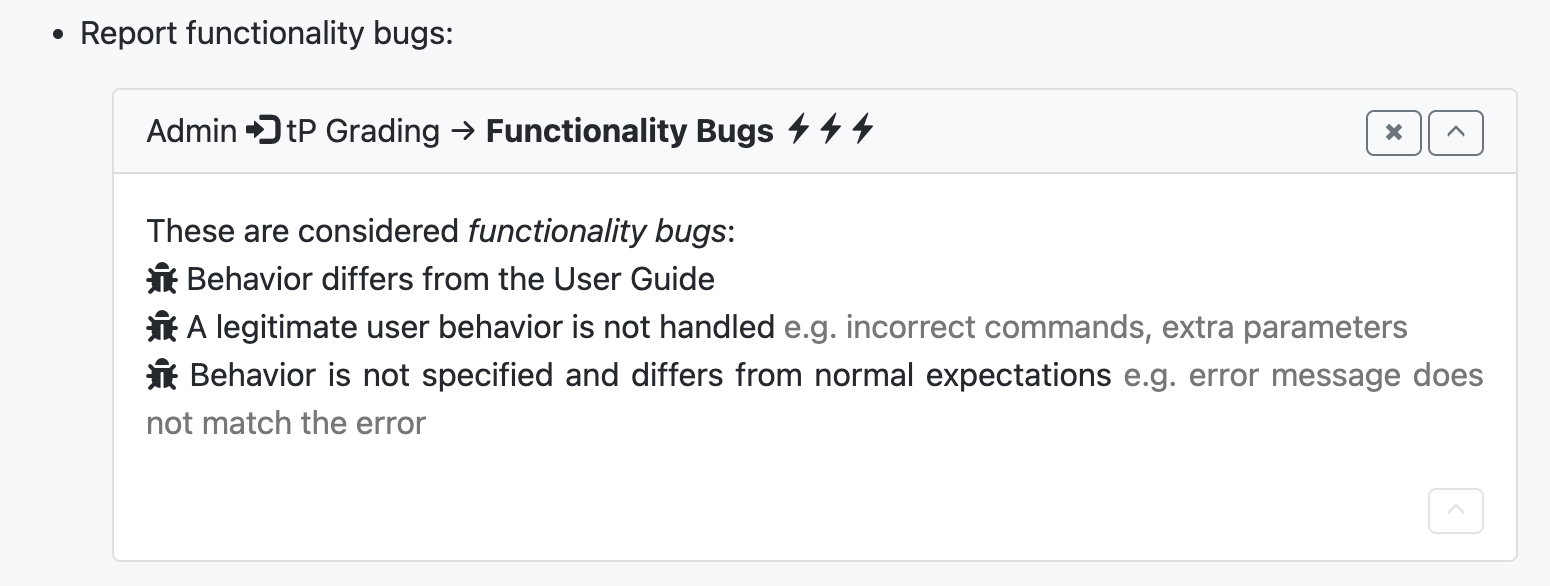 • Report functionality bugs:
Admin tP Grading → Functionality Bugs
These are considered functionality bugs:
Behavior differs from the User Guide
A legitimate user behavior is not handled e.g. incorrect commands, extra parameters
Behavior is not specified and differs from normal expectations e.g. error message does
not match the error